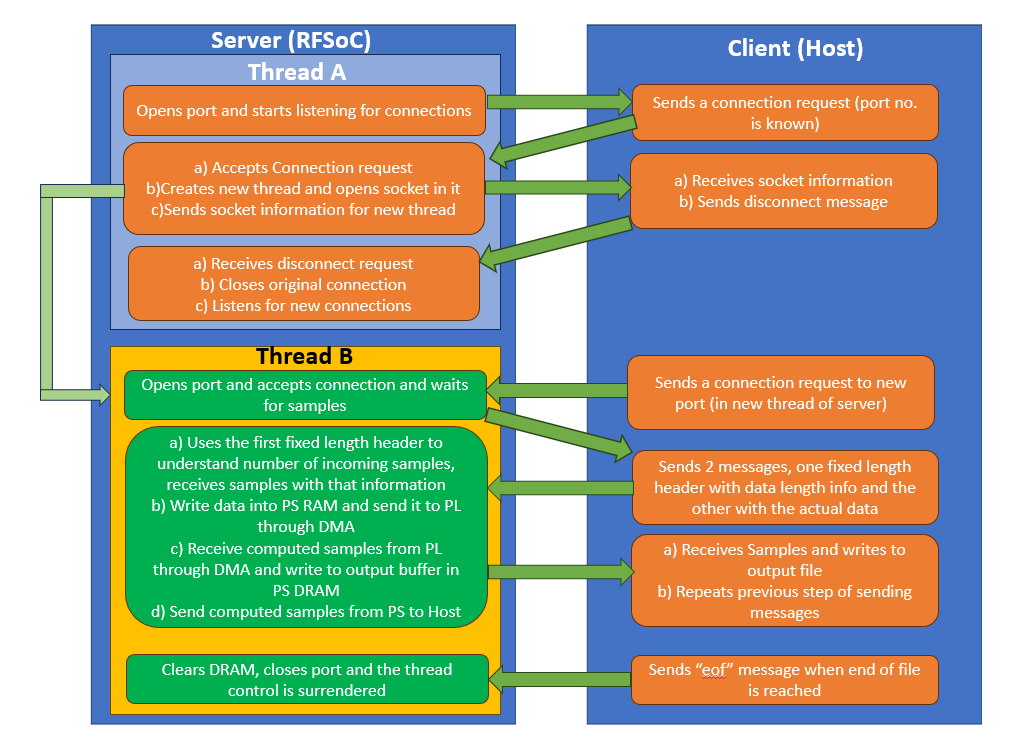 Server (RFSoC)
Thread A
Opens port and starts listening for connections
a) Accepts Connection request
b)Creates new thread and opens socket in it
c)Sends socket information for new thread
a) Receives disconnect request
b) Closes original connection
c) Listens for new connections
Thread B
Opens port and accepts connection and waits
for samples
a) Uses the first fixed length header to
understand number of incoming samples,
receives samples with that information
b) Write data into PS RAM and send it to PL
through DMA
c) Receive computed samples from PL
through DMA and write to output buffer in
PS DRAM
d) Send computed samples from PS to Host
Clears DRAM, closes port and the thread
control is surrendered
Client (Host)
Sends a connection request (port no.
is known)
a) Receives socket information
b) Sends disconnect message
Sends a connection request to new
port (in new thread of server)
Sends 2 messages, one fixed length
header with data length info and the
other with the actual data
a) Receives Samples and writes to
output file
b) Repeats previous step of sending
messages
Sends “eof” message when end of file
is reached